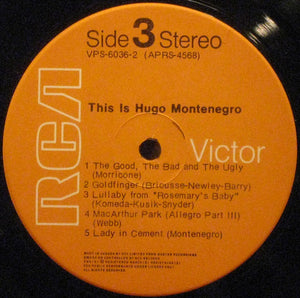 Side 3 Stereo
VPS-6036-2 (APRS-4568)
This Is Hugo Montenegro
RCA
Victor
1 The Good, The Bad and The Ugly
(Morricone)
2 Goldfinger (Bricusse-Newley-Barry)
3 Lullaby from "Rosemary's Baby"
(Komeda-Kusik-Snyder)
4 MacArthur Park (Allegro Part III)
(Webb)
5 Lady in Cement (Montenegro)